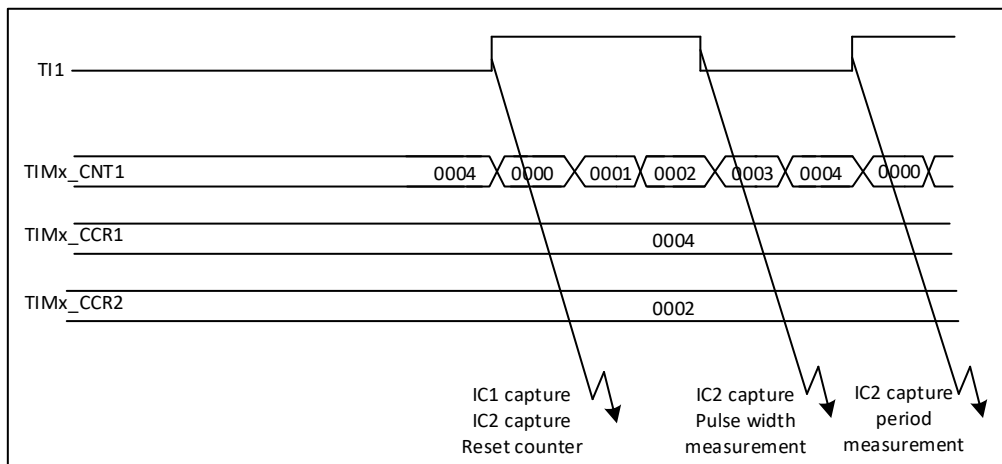 TI1
TIMx_CNT1
0004 0000 0001 0002 0003 0004 0000
TIMx_CCR1
0004
TIMx_CCR2
0002
IC1 capture
IC2 capture
Reset counter
IC2 capture
Pulse width
measurement
IC2 capture
period
measurement